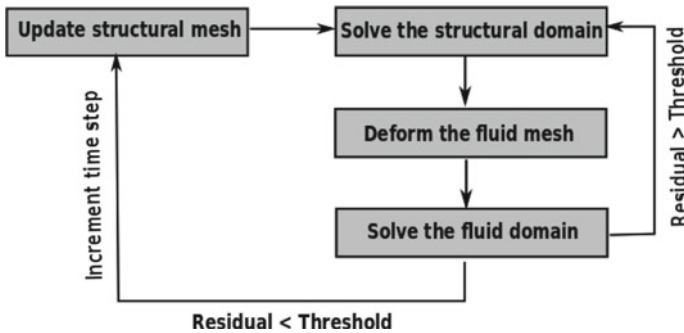 Update structural mesh
Solve the structural domain
Deform the fluid mesh
Solve the fluid domain
Residual > Threshold
Increment time step
Residual < Threshold